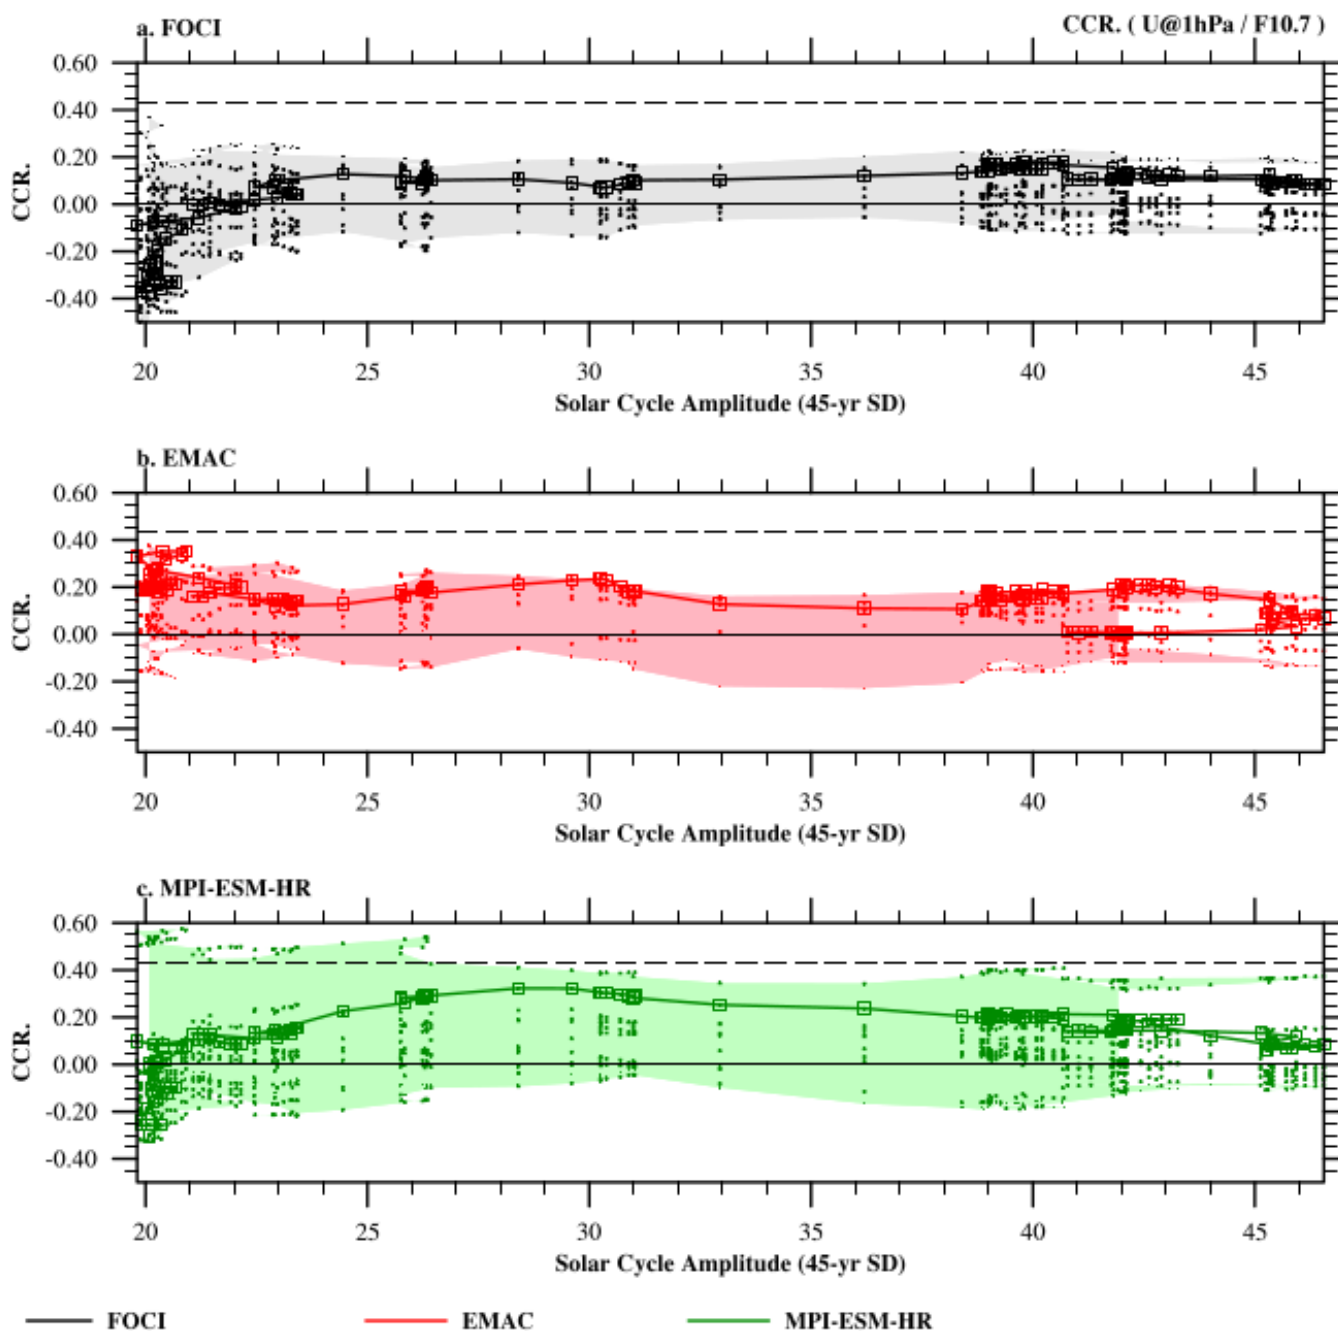 a. FOCI CCR. ( U@1hPa / F10.7 )
0.60
0.40
0.20
0.00
-0.20
-0.40
CCR.
20 25 30 35 40 45
Solar Cycle Amplitude (45-yr SD)
b. EMAC
0.60
0.40
0.20
0.00
-0.20
-0.40
CCR.
20 25 30 35 40 45
Solar Cycle Amplitude (45-yr SD)
c. MPI-ESM-HR
0.60
0.40
0.20
0.00
-0.20
-0.40
CCR.
20 25 30 35 40 45
Solar Cycle Amplitude (45-yr SD)
FOCI EMAC MPI-ESM-HR